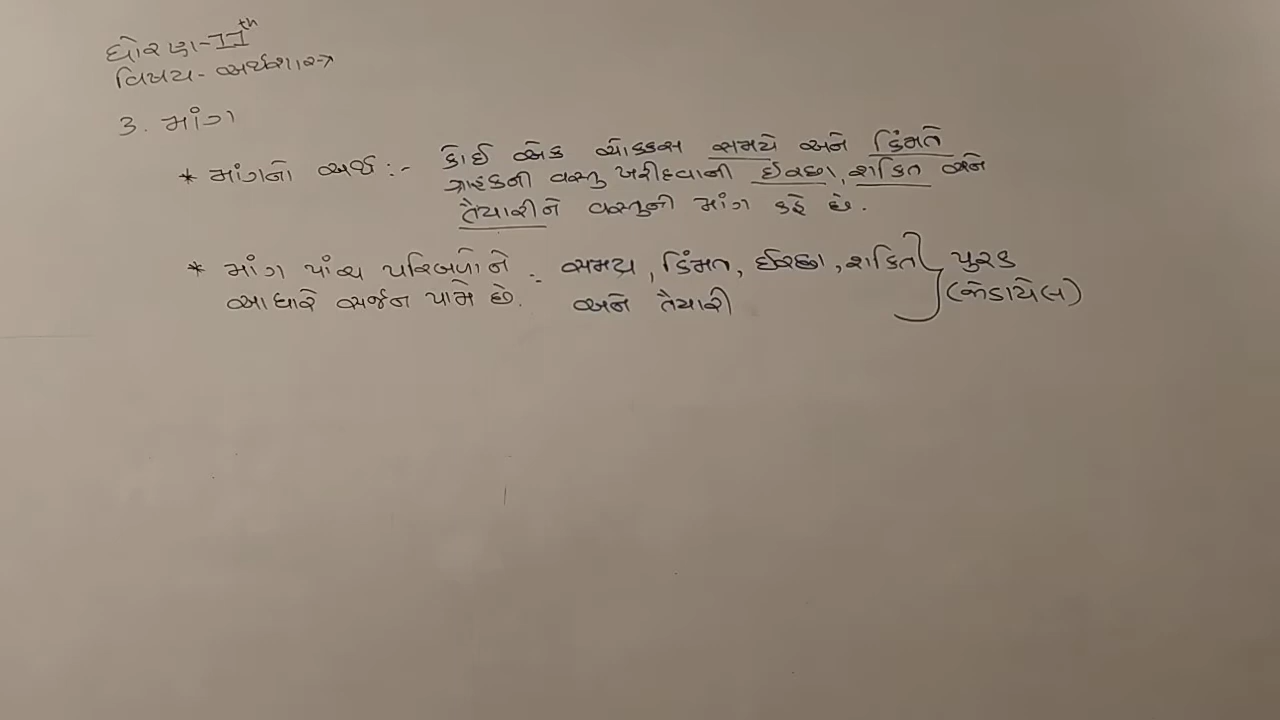 ધોરણ-11th
વિષય- અર્થશાસ્ત્ર
3. માંગ
* માંગનો અર્થ :- કોઈ એક ચોક્કસ સમયે અને કિંમતે
ગ્રાહકની વસ્તુ ખરીદવાની ઈચ્છા, શકિત અને
તૈયારીને વસ્તુની માંગ કહે છે.
* માંગ પાંચ પરિબળોને - સમય, કિંમત, ઈચ્છા, શકિત } પુરક
આધારે સર્જન પામે છે. અને તૈયારી (જોડાયેલ)